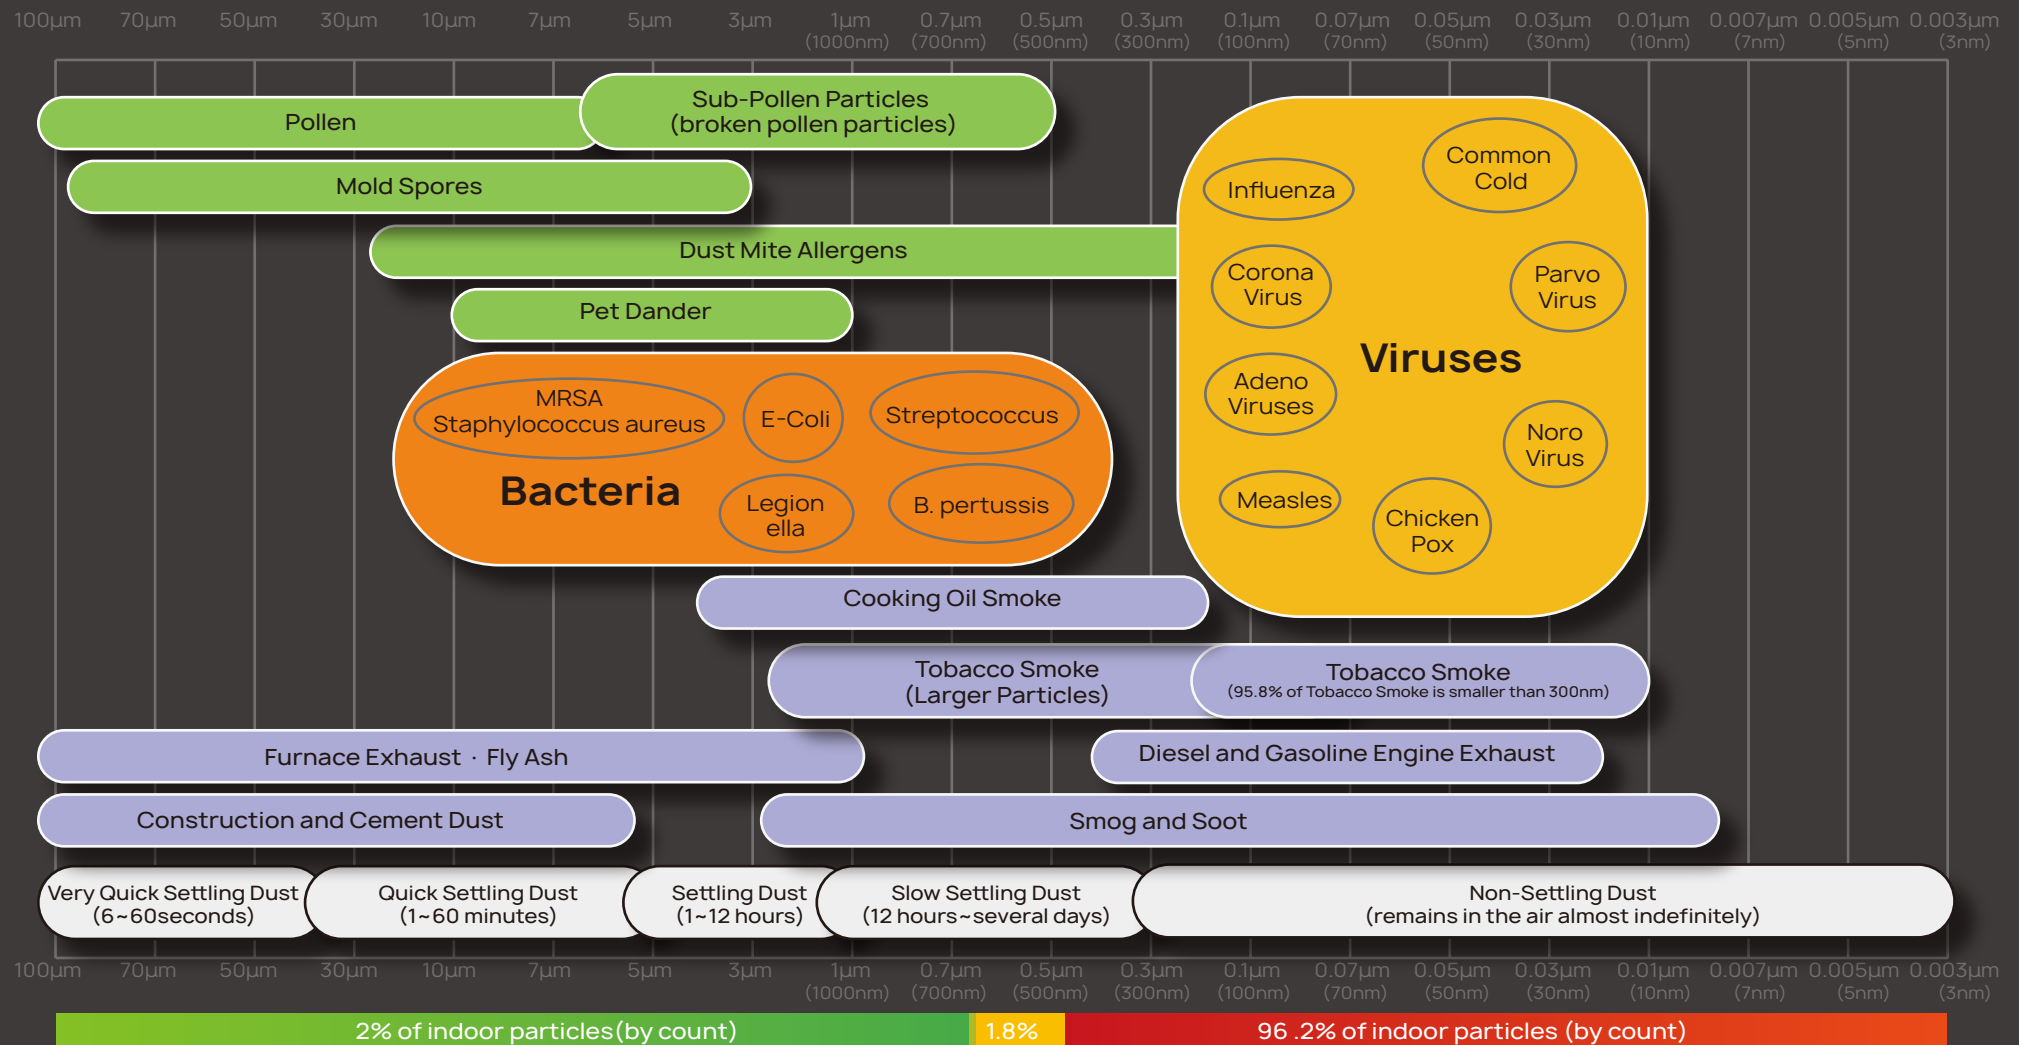 100µm 70µm 50µm 30µm 10µm 7µm 5µm 3µm 1µm 0.7µm 0.5µm 0.3µm 0.1µm 0.07µm 0.05µm 0.03µm 0.01µm 0.007µm 0.005µm 0.003µm
(1000nm) (700nm) (500nm) (300nm) (100nm) (70nm) (50nm) (30nm) (10nm) (7nm) (5nm) (3nm)
Pollen
Sub-Pollen Particles
(broken pollen particles)
Mold Spores
Dust Mite Allergens
Pet Dander
Viruses
Influenza
Common
Cold
Corona
Virus
Parvo
Virus
Adeno
Viruses
Noro
Virus
Measles
Chicken
Pox
Bacteria
MRSA
Staphylococcus aureus
E-Coli
Streptococcus
Legion
ella
B. pertussis
Cooking Oil Smoke
Tobacco Smoke
(Larger Particles)
Tobacco Smoke
(95.8% of Tobacco Smoke is smaller than 300nm)
Furnace Exhaust · Fly Ash
Diesel and Gasoline Engine Exhaust
Construction and Cement Dust
Smog and Soot
Very Quick Settling Dust
(6~60seconds)
Quick Settling Dust
(1~60 minutes)
Settling Dust
(1~12 hours)
Slow Settling Dust
(12 hours~several days)
Non-Settling Dust
(remains in the air almost indefinitely)
100µm 70µm 50µm 30µm 10µm 7µm 5µm 3µm 1µm 0.7µm 0.5µm 0.3µm 0.1µm 0.07µm 0.05µm 0.03µm 0.01µm 0.007µm 0.005µm 0.003µm
(1000nm) (700nm) (500nm) (300nm) (100nm) (70nm) (50nm) (30nm) (10nm) (7nm) (5nm) (3nm)
2% of indoor particles(by count) 1.8% 96 .2% of indoor particles (by count)